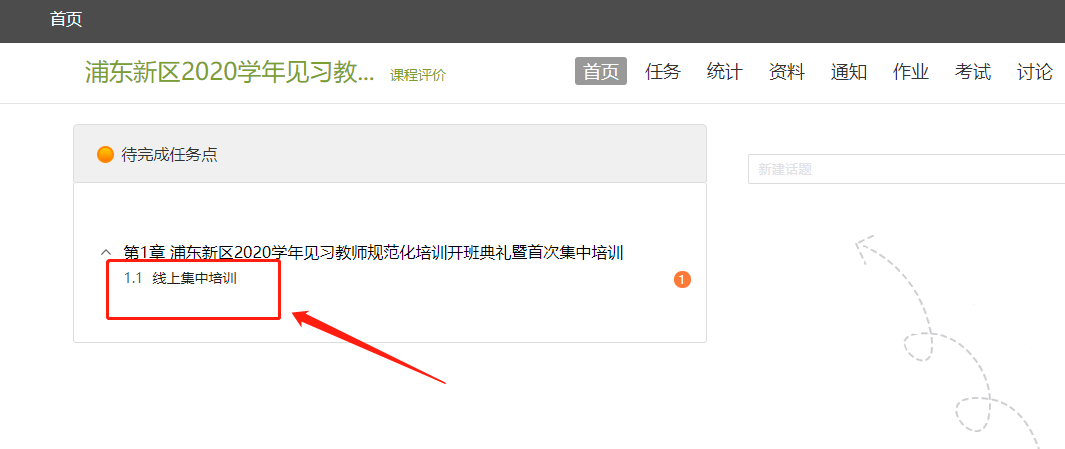 首页
浦东新区2020学年见习教... 课程评价
首页 任务 统计 资料 通知 作业 考试 讨论
待完成任务点
新建话题
第1章 浦东新区2020学年见习教师规范化培训开班典礼暨首次集中培训
1.1 线上集中培训
1